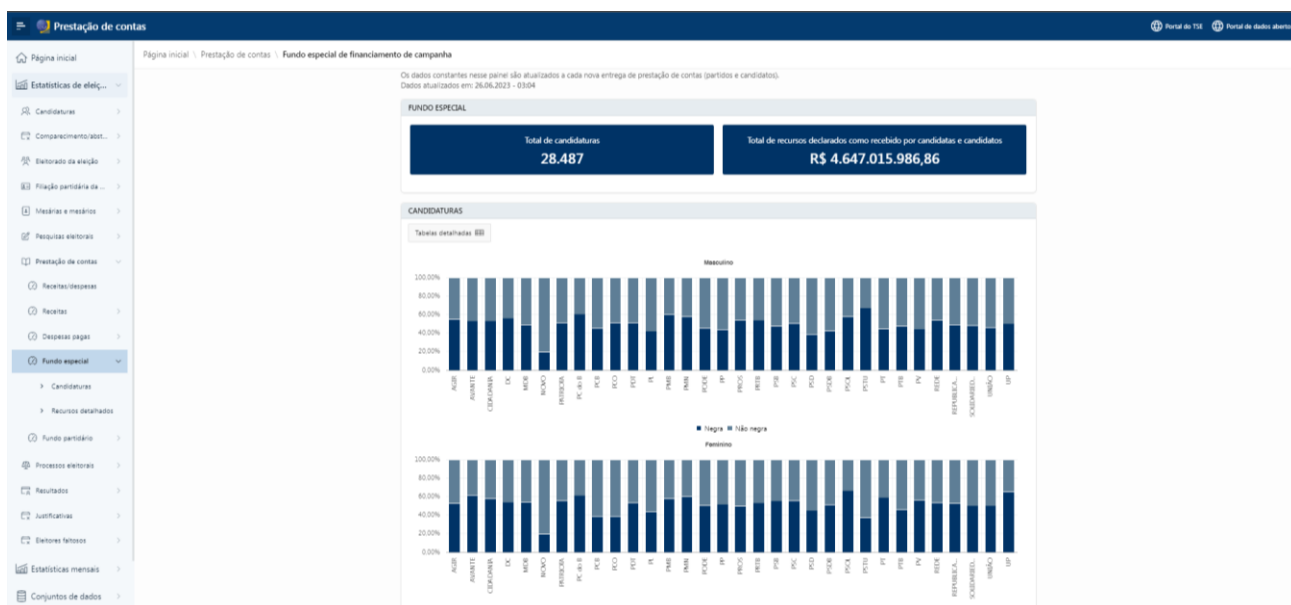 Prestação de contas
Portal do TSE
Portal de dados aberto
Página inicial
Estatísticas de eleiç...
Candidaturas
Comparecimento/abst...
Eleitorado da eleição
Filiação partidária da ...
Mesárias e mesários
Pesquisas eleitorais
Prestação de contas
Receitas/despesas
Receitas
Despesas pagas
Fundo especial
Candidaturas
Recursos detalhados
Fundo partidário
Processos eleitorais
Resultados
Justificativas
Eleitores faltosos
Estatísticas mensais
Conjuntos de dados
Página inicial \ Prestação de contas \ Fundo especial de financiamento de campanha
Os dados constantes nesse painel são atualizados a cada nova entrega de prestação de contas (partidos e candidatos).
Dados atualizados em: 26.06.2023 - 03:04
FUNDO ESPECIAL
Total de candidaturas
28.487
Total de recursos declarados como recebido por candidatas e candidatos
R$ 4.647.015.986,86
CANDIDATURAS
Tabelas detalhadas
Masculino
100.00%
80.00%
60.00%
40.00%
20.00%
0.00%
AGIR
AVANTE
CIDADANIA
DC
MDB
NOVO
PATRIOTA
PC do B
PCB
PCO
PDT
PL
PMB
PMN
PODE
PP
PROS
PRTB
PSB
PSC
PSD
PSDB
PSOL
PSTU
PT
PTB
PV
REDE
REPUBLICA...
SOLIDARIED...
UNIÃO
UP
Negra Não negra
Feminino
100.00%
80.00%
60.00%
40.00%
20.00%
0.00%
AGIR
AVANTE
CIDADANIA
DC
MDB
NOVO
PATRIOTA
PC do B
PCB
PCO
PDT
PL
PMB
PMN
PODE
PP
PROS
PRTB
PSB
PSC
PSD
PSDB
PSOL
PSTU
PT
PTB
PV
REDE
REPUBLICA...
SOLIDARIED...
UNIÃO
UP